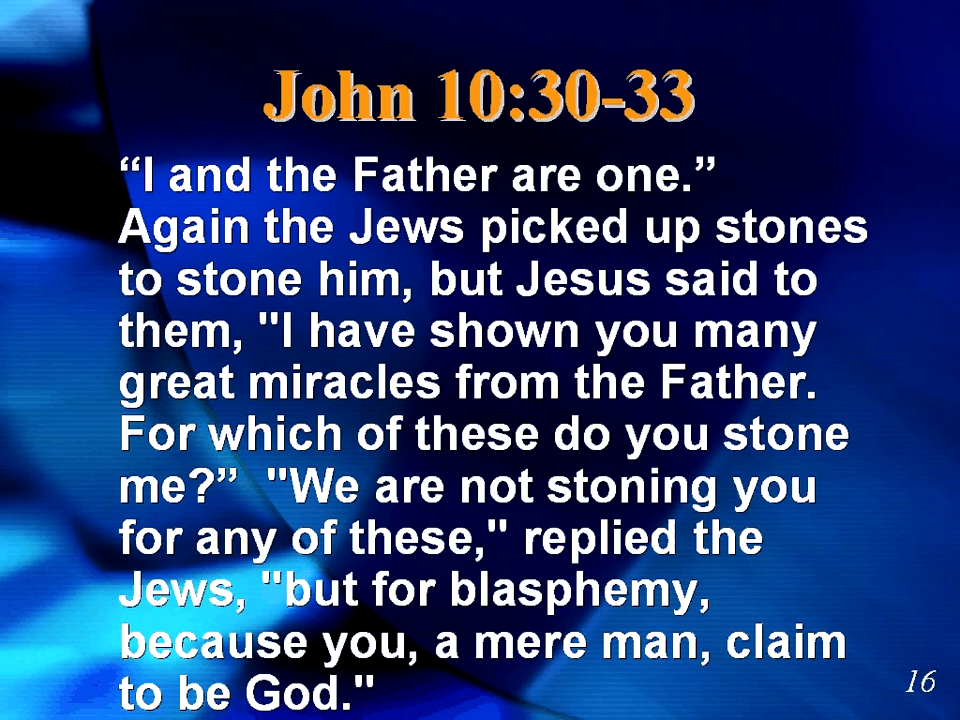 John 10:30-33
“I and the Father are one.”
Again the Jews picked up stones
to stone him, but Jesus said to
them, "I have shown you many
great miracles from the Father.
For which of these do you stone
me?”  "We are not stoning you
for any of these," replied the
Jews, "but for blasphemy,
because you, a mere man, claim
to be God."
16